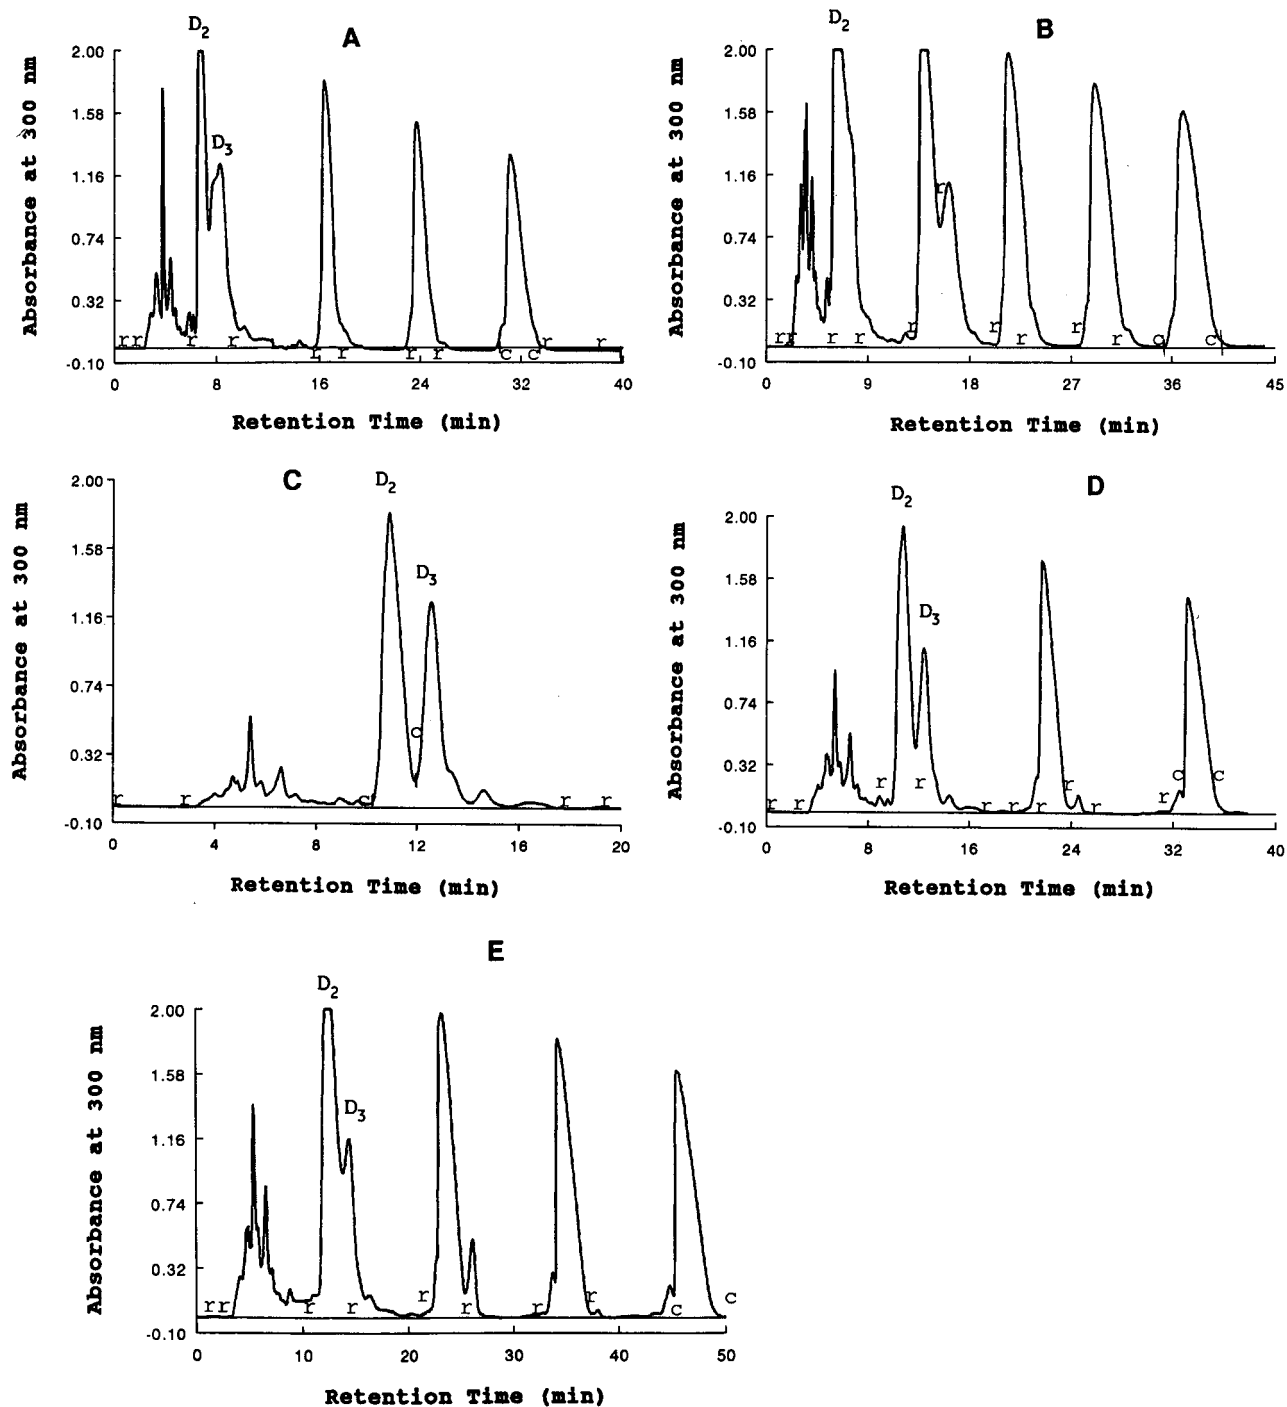 D2
A
2.00
1.58
D3
1.16
0.74
0.32
r r r r r r r r c c r r
-0.10
0 8 16 24 32 40
Absorbance at 300 nm
Retention Time (min)
D2
B
2.00
1.58
1.16
r
0.74
0.32
r r r r r r r r r c c
-0.10
0 9 18 27 36 45
Absorbance at 300 nm
Retention Time (min)
C
D2
2.00
1.58
D3
1.16
0.74
c
0.32
r r c r r
-0.10
0 4 8 12 16 20
Absorbance at 300 nm
Retention Time (min)
D2
D
2.00
1.58
D3
1.16
0.74
0.32
r r r c c
r r r r r r r
-0.10
0 8 16 24 32 40
Absorbance at 300 nm
Retention Time (min)
E
D2
2.00
1.58
D3
1.16
0.74
0.32
r r r r r r r r c c
-0.10
0 10 20 30 40 50
Absorbance at 300 nm
Retention Time (min)